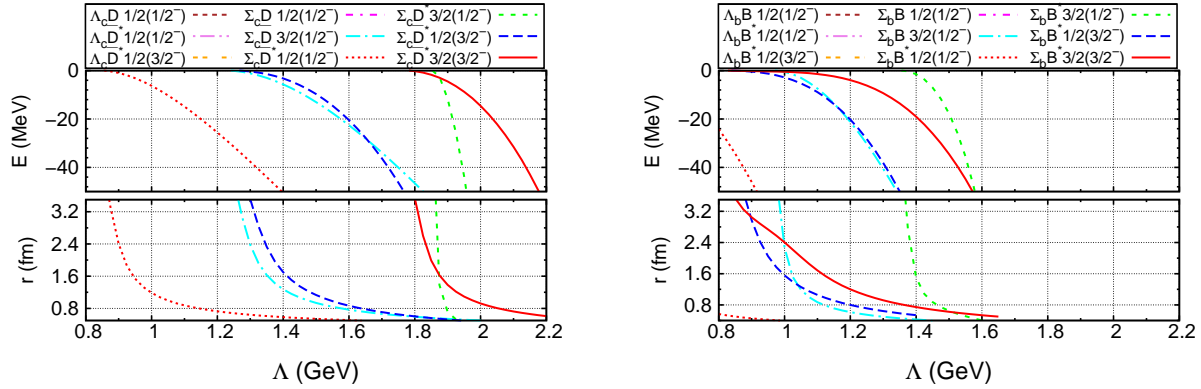 Λ_cD 1/2(1/2⁻) Σ_cD 1/2(1/2⁻) Σ_cD* 3/2(1/2⁻)
Λ_cD* 1/2(1/2⁻) Σ_cD 3/2(1/2⁻) Σ_cD* 1/2(3/2⁻)
Λ_cD* 1/2(3/2⁻) Σ_cD* 1/2(1/2⁻) Σ_cD* 3/2(3/2⁻)
E (MeV)
0
−20
−40
r (fm)
3.2
2.4
1.6
0.8
0.8 1 1.2 1.4 1.6 1.8 2 2.2
Λ (GeV)
Λ_bB 1/2(1/2⁻) Σ_bB 1/2(1/2⁻) Σ_bB* 3/2(1/2⁻)
Λ_bB* 1/2(1/2⁻) Σ_bB 3/2(1/2⁻) Σ_bB* 1/2(3/2⁻)
Λ_bB* 1/2(3/2⁻) Σ_bB* 1/2(1/2⁻) Σ_bB* 3/2(3/2⁻)
E (MeV)
0
−20
−40
r (fm)
3.2
2.4
1.6
0.8
0.8 1 1.2 1.4 1.6 1.8 2 2.2
Λ (GeV)